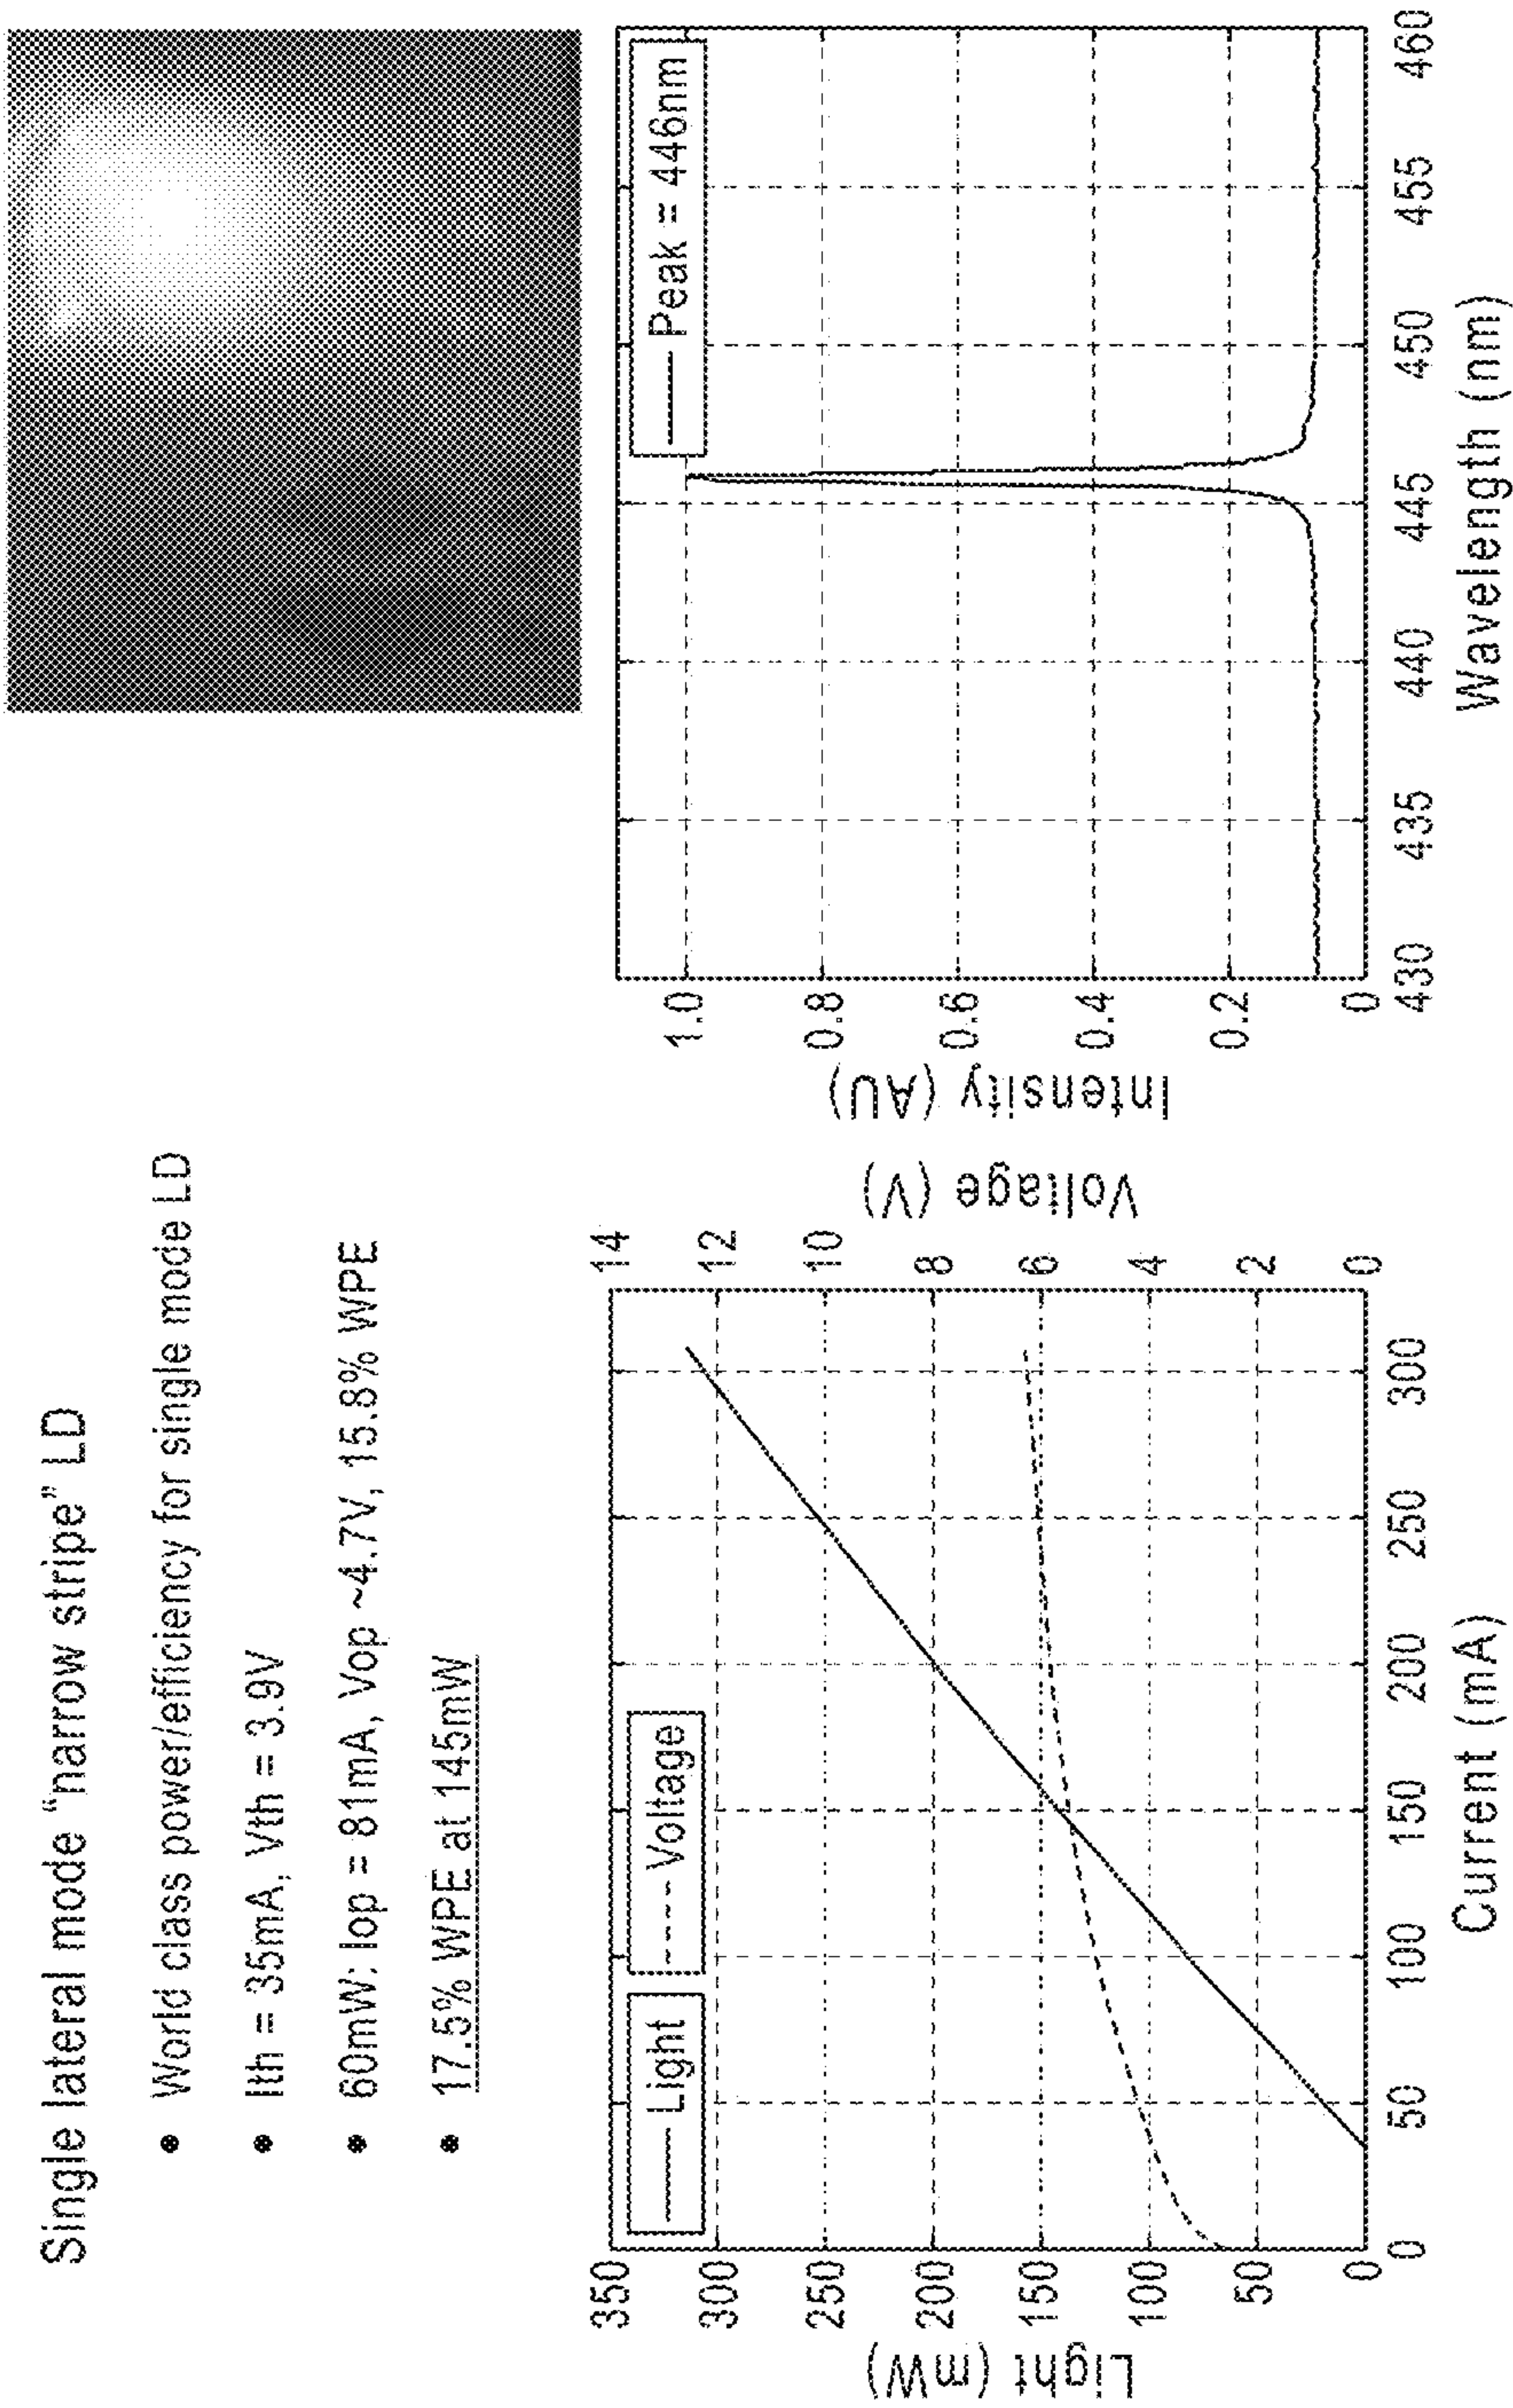 Single lateral mode "narrow stripe" LD
• World class power/efficiency for single mode LD
• Ith = 35mA, Vth = 3.9V
• 60mW: Iop = 81mA, Vop ~4.7V, 15.8% WPE
• 17.5% WPE at 145mW
Light (mW)
350
300
250
200
150
100
50
0
Light
Voltage
0 50 100 150 200 250 300
Current (mA)
14
12
10
8
6
4
2
0
Voltage (V)
Intensity (AU)
1.0
0.8
0.6
0.4
0.2
0
Peak = 446nm
430 435 440 445 450 455 460
Wavelength (nm)